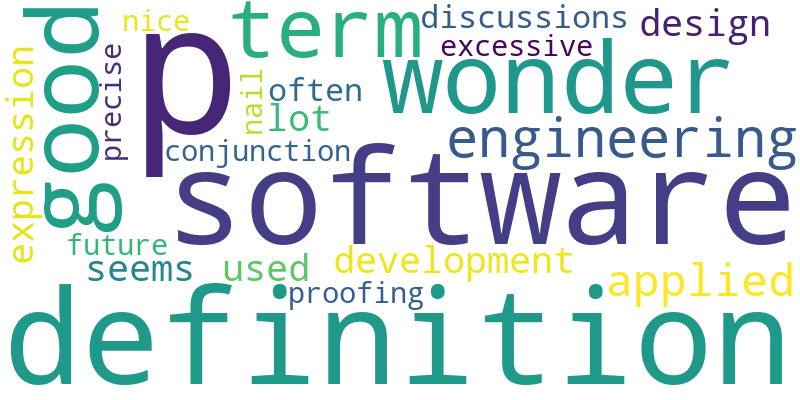 nice
term
discussions
design
good
p
excessive
wonder
expression
precise
nail
often
lot
engineering
conjunction
software
future
seems
used
development
applied
proofing
definition